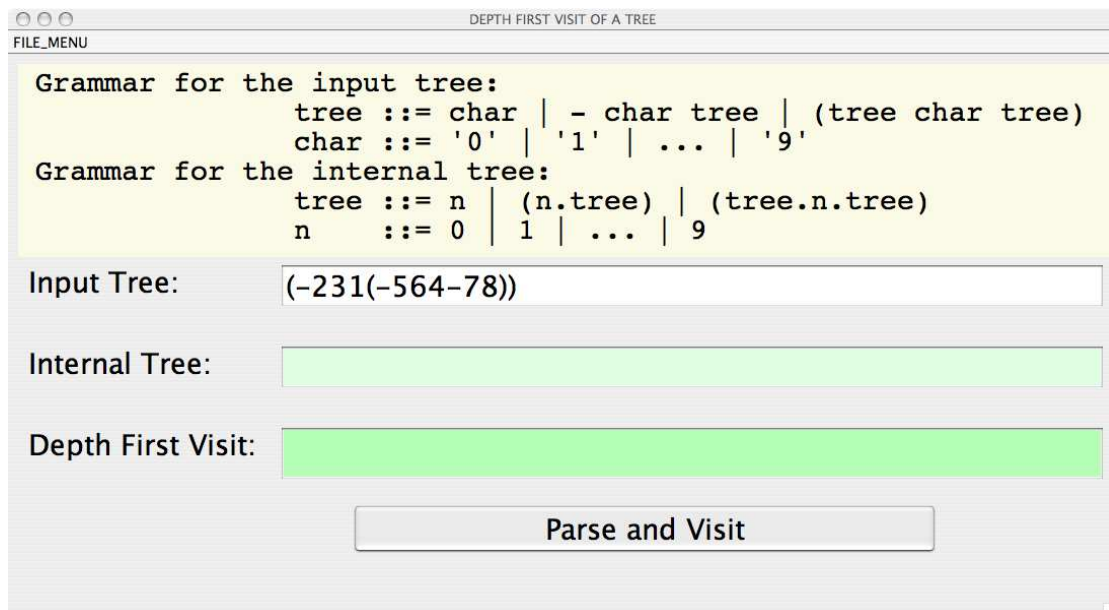 DEPTH FIRST VISIT OF A TREE
FILE_MENU
Grammar for the input tree:
tree ::= char | - char tree | (tree char tree)
char ::= '0' | '1' | ... | '9'
Grammar for the internal tree:
tree ::= n | (n.tree) | (tree.n.tree)
n ::= 0 | 1 | ... | 9
Input Tree: (-231(-564-78))
Internal Tree:
Depth First Visit:
Parse and Visit